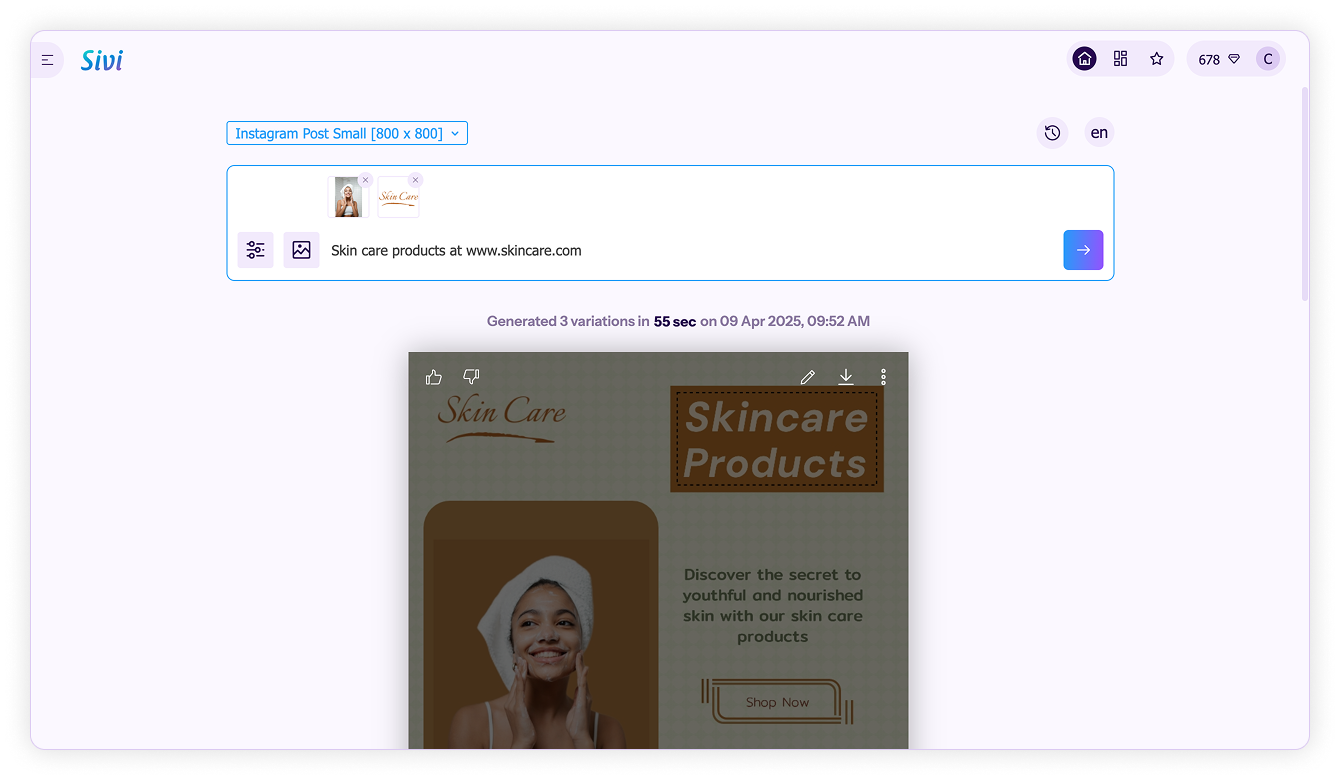 Sivi
678
C
Instagram Post Small [800 x 800]
en
Skin Care
Skin care products at www.skincare.com
Generated 3 variations in 55 sec on 09 Apr 2025, 09:52 AM
Skin Care
Skincare
Products
Discover the secret to
youthful and nourished
skin with our skin care
products
Shop Now